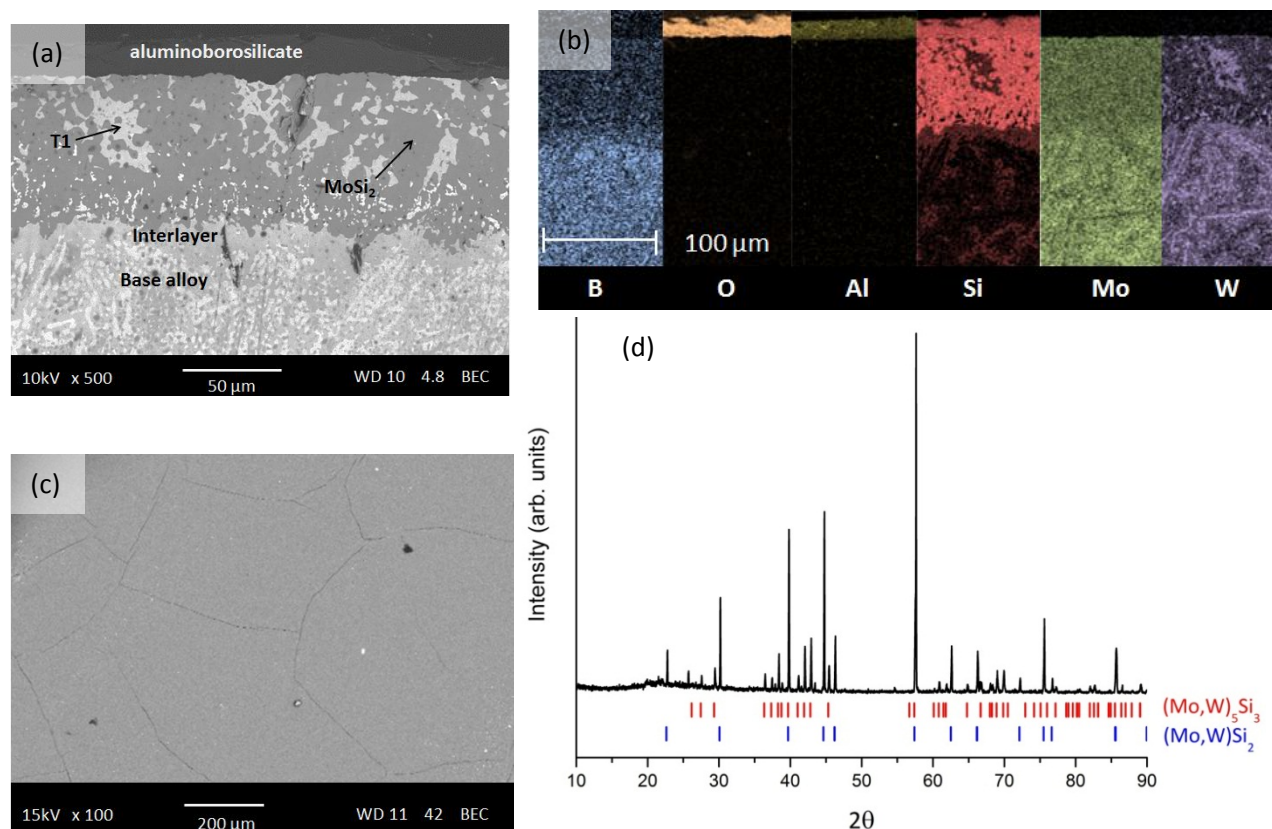 (a)
aluminoborosilicate
T1
MoSi₂
Interlayer
Base alloy
10kV x 500
50 µm
WD 10 4.8 BEC
(b)
100 µm
B O Al Si Mo W
(c)
15kV x 100
200 µm
WD 11 42 BEC
(d)
Intensity (arb. units)
(Mo,W)₅Si₃
(Mo,W)Si₂
10 20 30 40 50 60 70 80 90
2θ